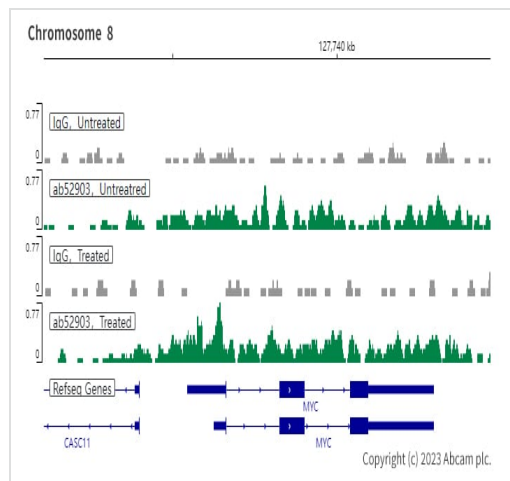 Chromosome 8
127,740 kb
0.77
IgG, Untreated
0
0.77
ab52903, Untreatred
0
0.77
IgG, Treated
0
0.77
ab52903, Treated
0
Refseq Genes
MYC
CASC11
MYC
Copyright (c) 2023 Abcam plc.